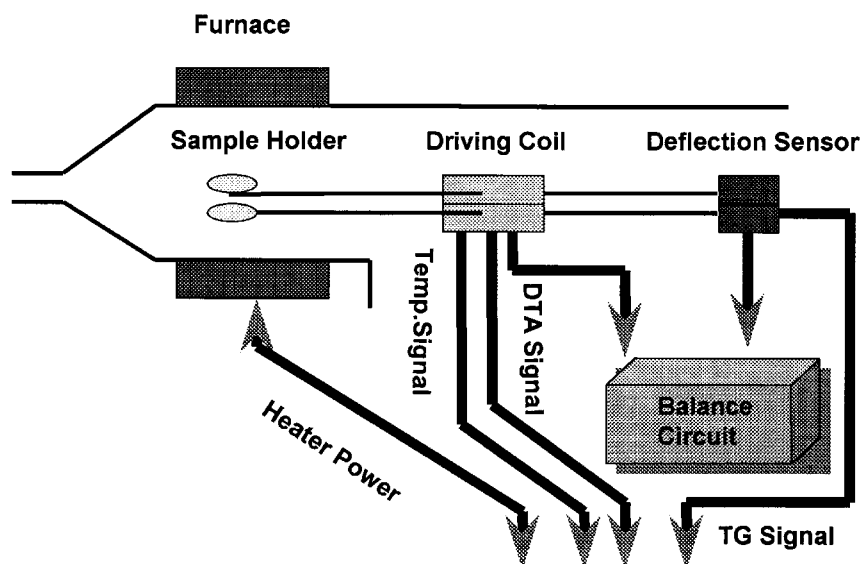 Furnace
Sample Holder
Driving Coil
Deflection Sensor
Temp.Signal
DTA Signal
Heater Power
Balance
Circuit
TG Signal